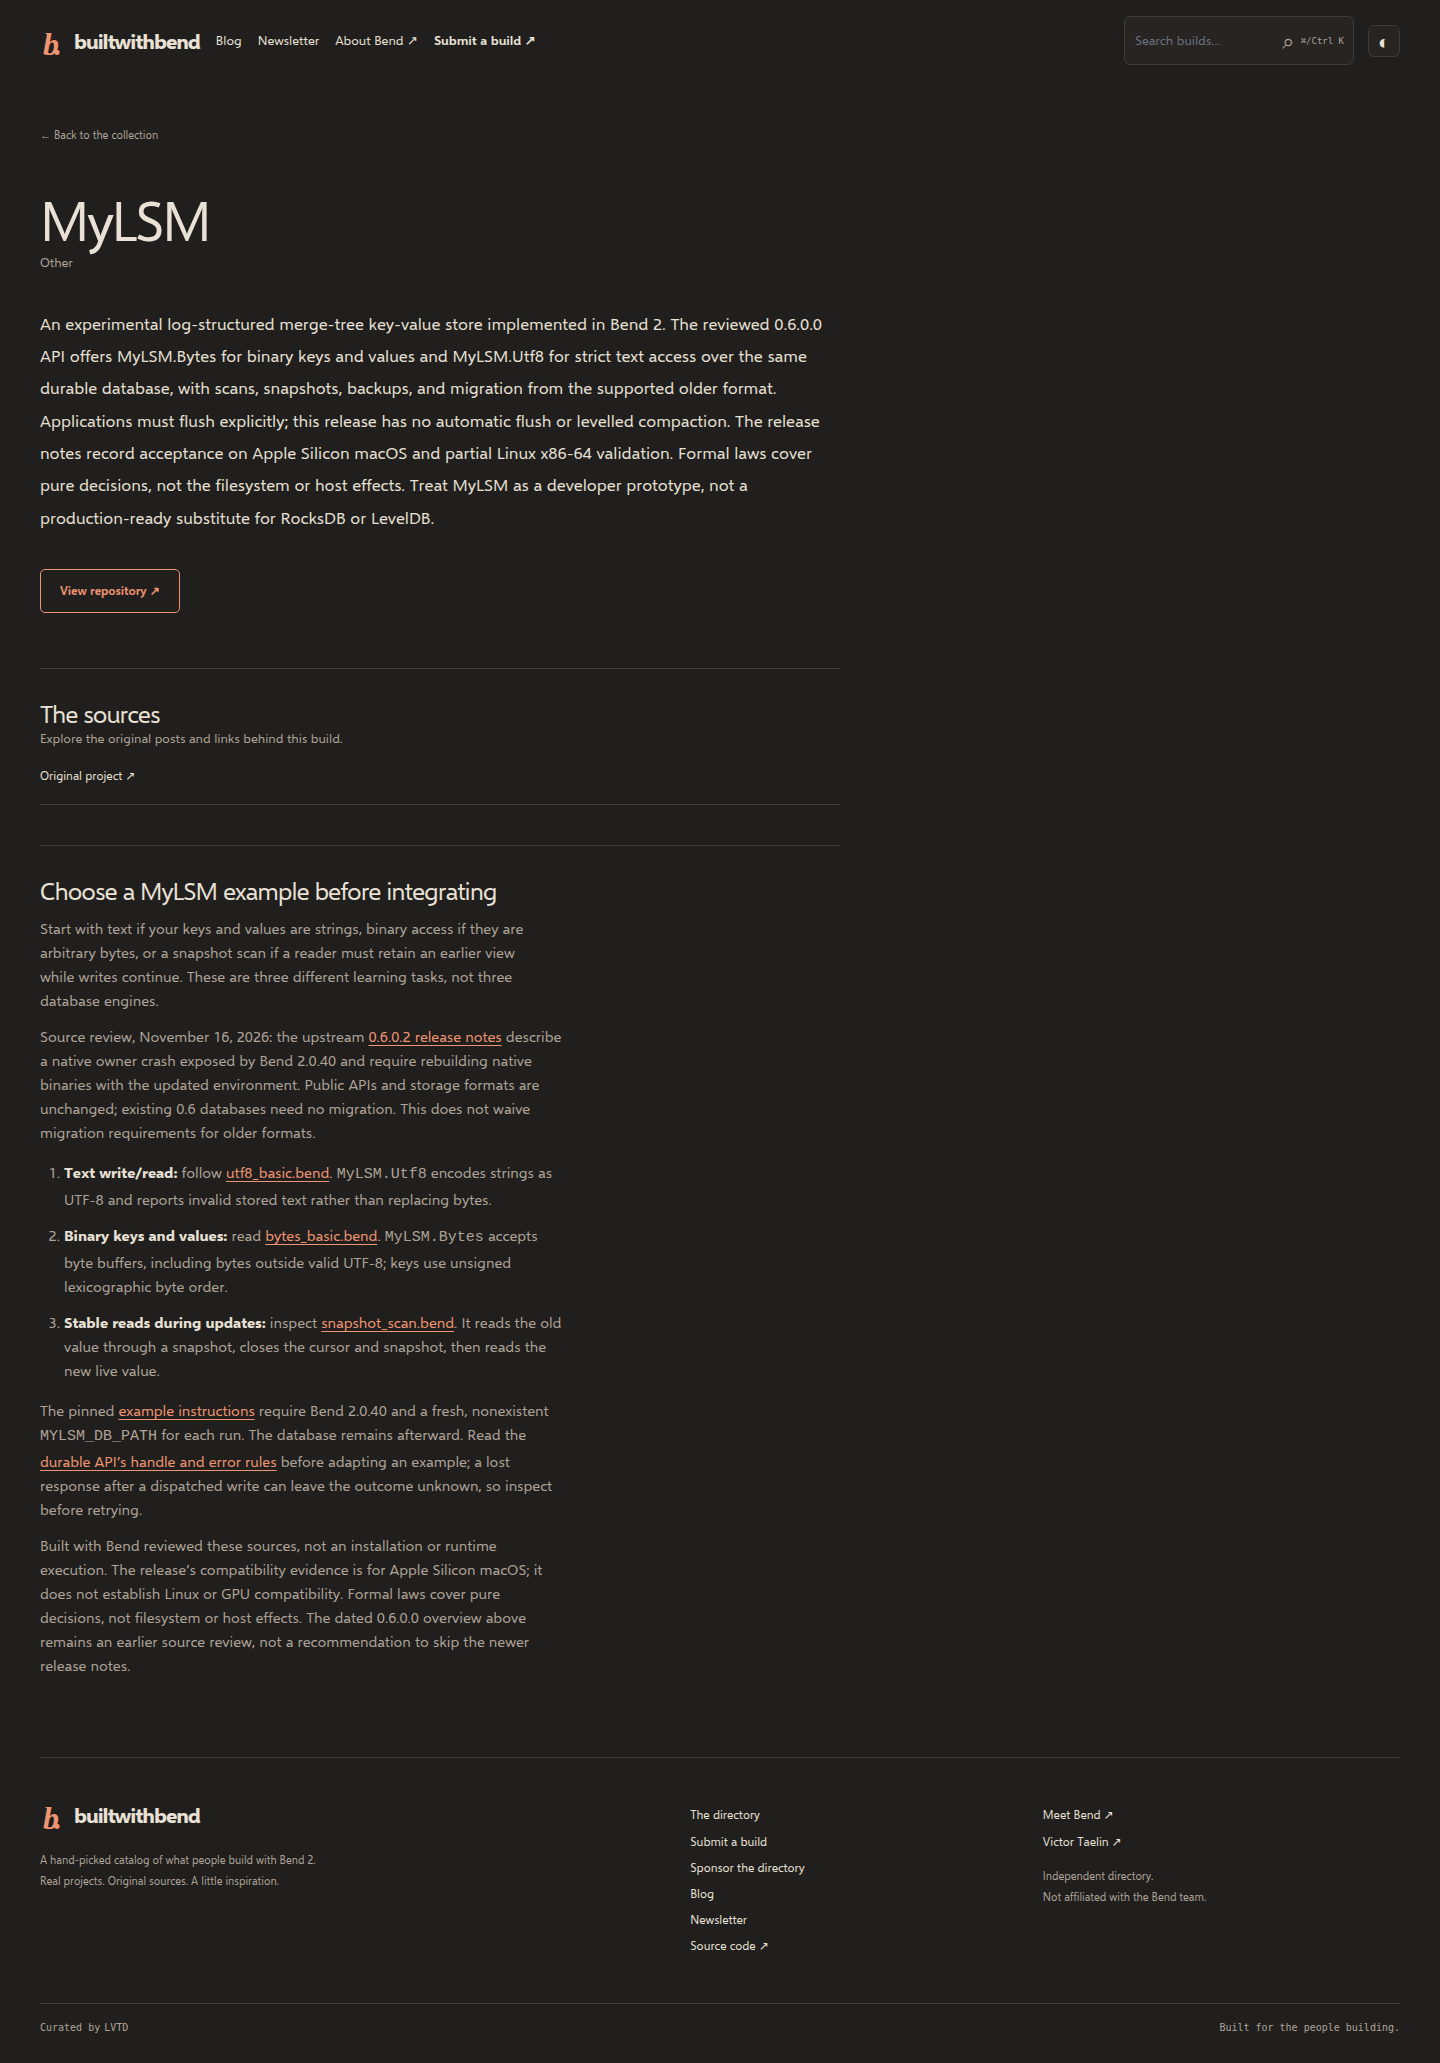 builtwithbend Blog Newsletter About Bend ↗ Submit a build ↗ Search builds... ⌘/Ctrl K
← Back to the collection
MyLSM
Other
An experimental log-structured merge-tree key-value store implemented in Bend 2. The reviewed 0.6.0.0
API offers MyLSM.Bytes for binary keys and values and MyLSM.Utf8 for strict text access over the same
durable database, with scans, snapshots, backups, and migration from the supported older format.
Applications must flush explicitly; this release has no automatic flush or levelled compaction. The release
notes record acceptance on Apple Silicon macOS and partial Linux x86-64 validation. Formal laws cover
pure decisions, not the filesystem or host effects. Treat MyLSM as a developer prototype, not a
production-ready substitute for RocksDB or LevelDB.
View repository ↗
The sources
Explore the original posts and links behind this build.
Original project ↗
Choose a MyLSM example before integrating
Start with text if your keys and values are strings, binary access if they are
arbitrary bytes, or a snapshot scan if a reader must retain an earlier view
while writes continue. These are three different learning tasks, not three
database engines.
Source review, November 16, 2026: the upstream 0.6.0.2 release notes describe
a native owner crash exposed by Bend 2.0.40 and require rebuilding native
binaries with the updated environment. Public APIs and storage formats are
unchanged; existing 0.6 databases need no migration. This does not waive
migration requirements for older formats.
1. Text write/read: follow utf8_basic.bend. MyLSM.Utf8 encodes strings as
UTF-8 and reports invalid stored text rather than replacing bytes.
2. Binary keys and values: read bytes_basic.bend. MyLSM.Bytes accepts
byte buffers, including bytes outside valid UTF-8; keys use unsigned
lexicographic byte order.
3. Stable reads during updates: inspect snapshot_scan.bend. It reads the old
value through a snapshot, closes the cursor and snapshot, then reads the
new live value.
The pinned example instructions require Bend 2.0.40 and a fresh, nonexistent
MYLSM_DB_PATH for each run. The database remains afterward. Read the
durable API's handle and error rules before adapting an example; a lost
response after a dispatched write can leave the outcome unknown, so inspect
before retrying.
Built with Bend reviewed these sources, not an installation or runtime
execution. The release's compatibility evidence is for Apple Silicon macOS; it
does not establish Linux or GPU compatibility. Formal laws cover pure
decisions, not filesystem or host effects. The dated 0.6.0.0 overview above
remains an earlier source review, not a recommendation to skip the newer
release notes.
builtwithbend
A hand-picked catalog of what people build with Bend 2.
Real projects. Original sources. A little inspiration.
The directory
Submit a build
Sponsor the directory
Blog
Newsletter
Source code ↗
Meet Bend ↗
Victor Taelin ↗
Independent directory.
Not affiliated with the Bend team.
Curated by LVTD
Built for the people building.